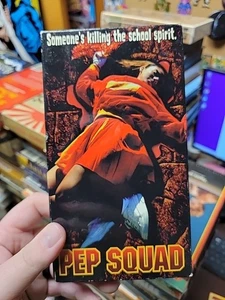 Someone's killing the school spirit.
PEP SQUAD